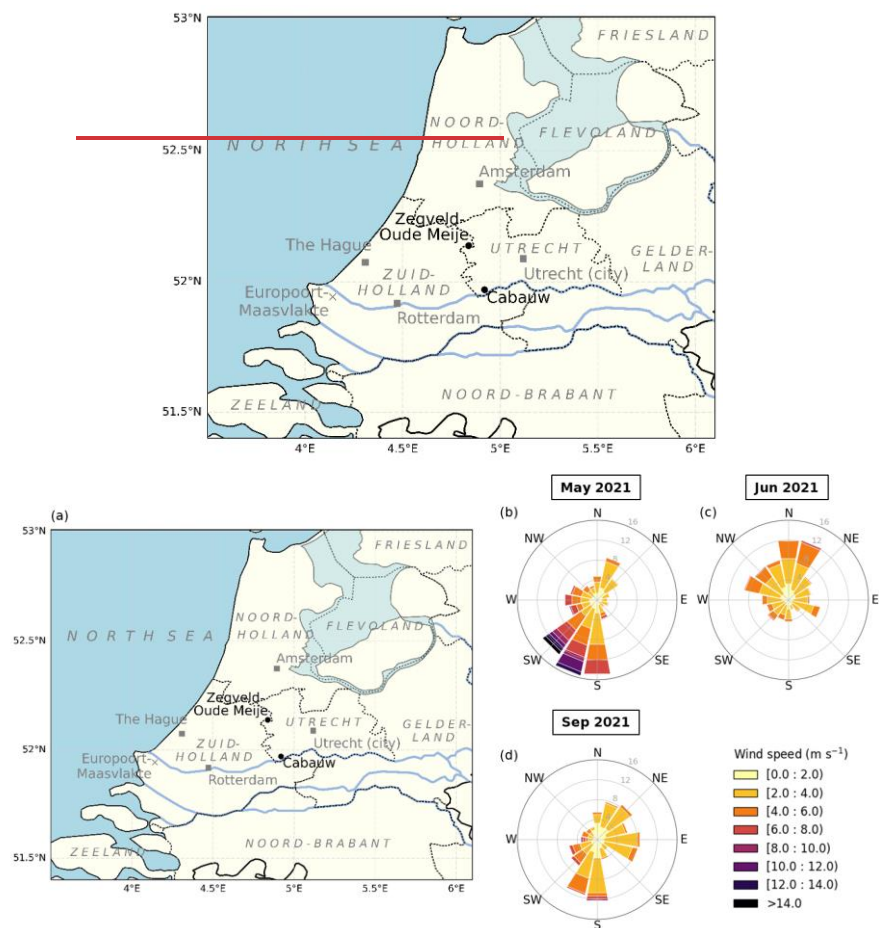 53°N
FRIESLAND
NOORD-
HOLLAND
FLEVOLAND
NORTH SEA
52.5°N
Amsterdam
Zegveld-
Oude Meije
The Hague
UTRECHT
GELDER-
LAND
Utrecht (city)
ZUID-
HOLLAND
52°N
Europoort-
Maasvlakte
Cabauw
Rotterdam
NOORD-BRABANT
ZEELAND
51.5°N
4°E
4.5°E
5°E
5.5°E
6°E
(a)
53°N
FRIESLAND
NOORD-
HOLLAND
FLEVOLAND
NORTH SEA
52.5°N
Amsterdam
Zegveld-
Oude Meije
The Hague
UTRECHT
GELDER-
LAND
Utrecht (city)
ZUID-
HOLLAND
52°N
Europoort-
Maasvlakte
Cabauw
Rotterdam
NOORD-BRABANT
ZEELAND
51.5°N
4°E
4.5°E
5°E
5.5°E
6°E
May 2021
(b)
N
NE
E
SE
S
SW
W
NW
8
12
16
Jun 2021
(c)
N
NE
E
SE
S
SW
W
NW
12
16
Sep 2021
(d)
N
NE
E
SE
S
SW
W
NW
8
12
16
Wind speed (m s⁻¹)
[0.0 : 2.0)
[2.0 : 4.0)
[4.0 : 6.0)
[6.0 : 8.0)
[8.0 : 10.0)
[10.0 : 12.0)
[12.0 : 14.0)
>14.0